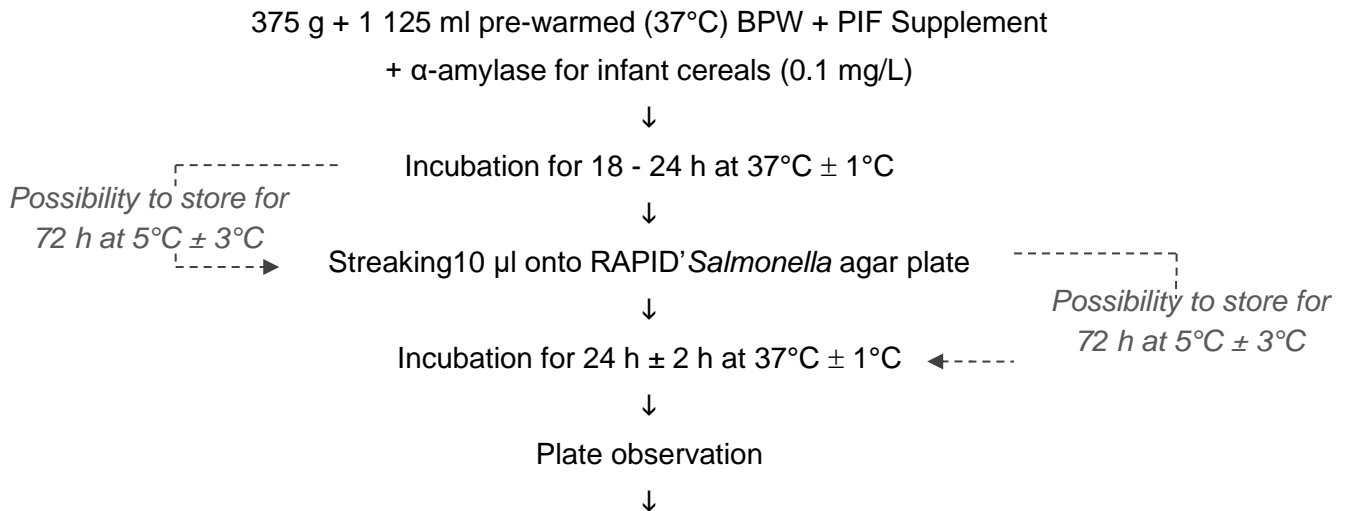 375 g + 1 125 ml pre-warmed (37°C) BPW + PIF Supplement
+ α-amylase for infant cereals (0.1 mg/L)
↓
Incubation for 18 - 24 h at 37°C ± 1°C
Possibility to store for
72 h at 5°C ± 3°C
↓
Streaking10 µl onto RAPID’Salmonella agar plate
Possibility to store for
72 h at 5°C ± 3°C
↓
Incubation for 24 h ± 2 h at 37°C ± 1°C
↓
Plate observation
↓